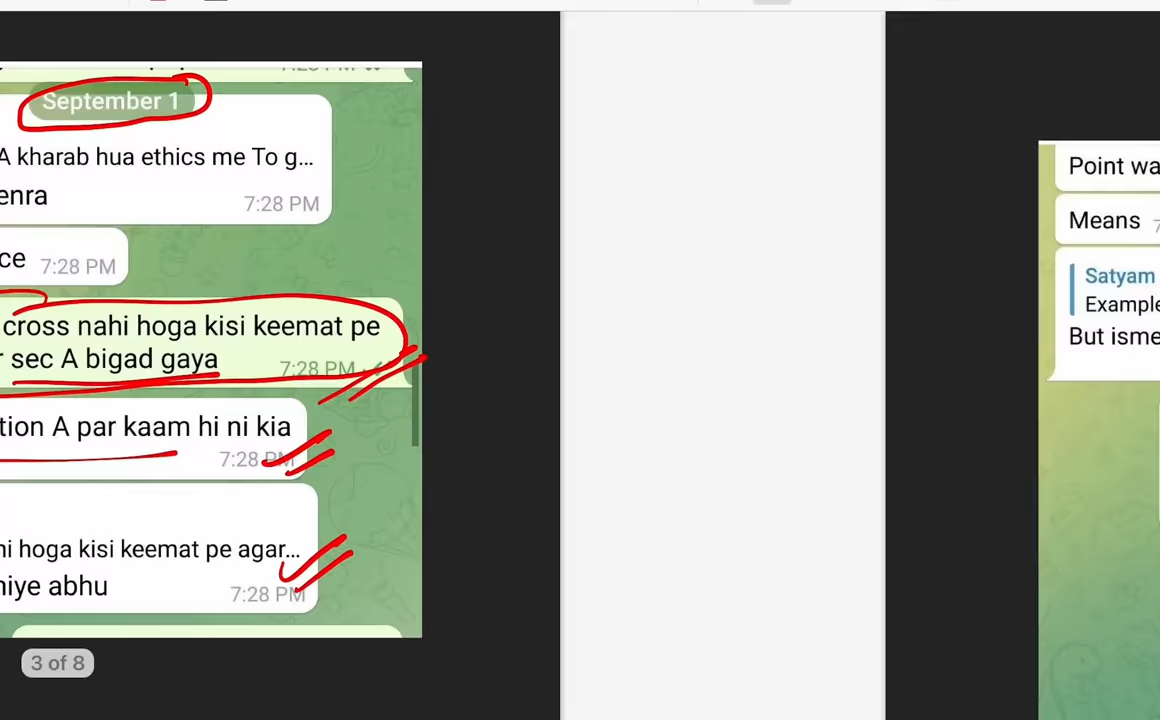 September 1
A kharab hua ethics me To g...
enra
7:28 PM
ce 7:28 PM
cross nahi hoga kisi keemat pe
sec A bigad gaya
7:28 PM
tion A par kaam hi ni kia
7:28 PM
hi hoga kisi keemat pe agar...
niye abhu
7:28 PM
3 of 8
Point wa
Means
Satyam
Example
But isme